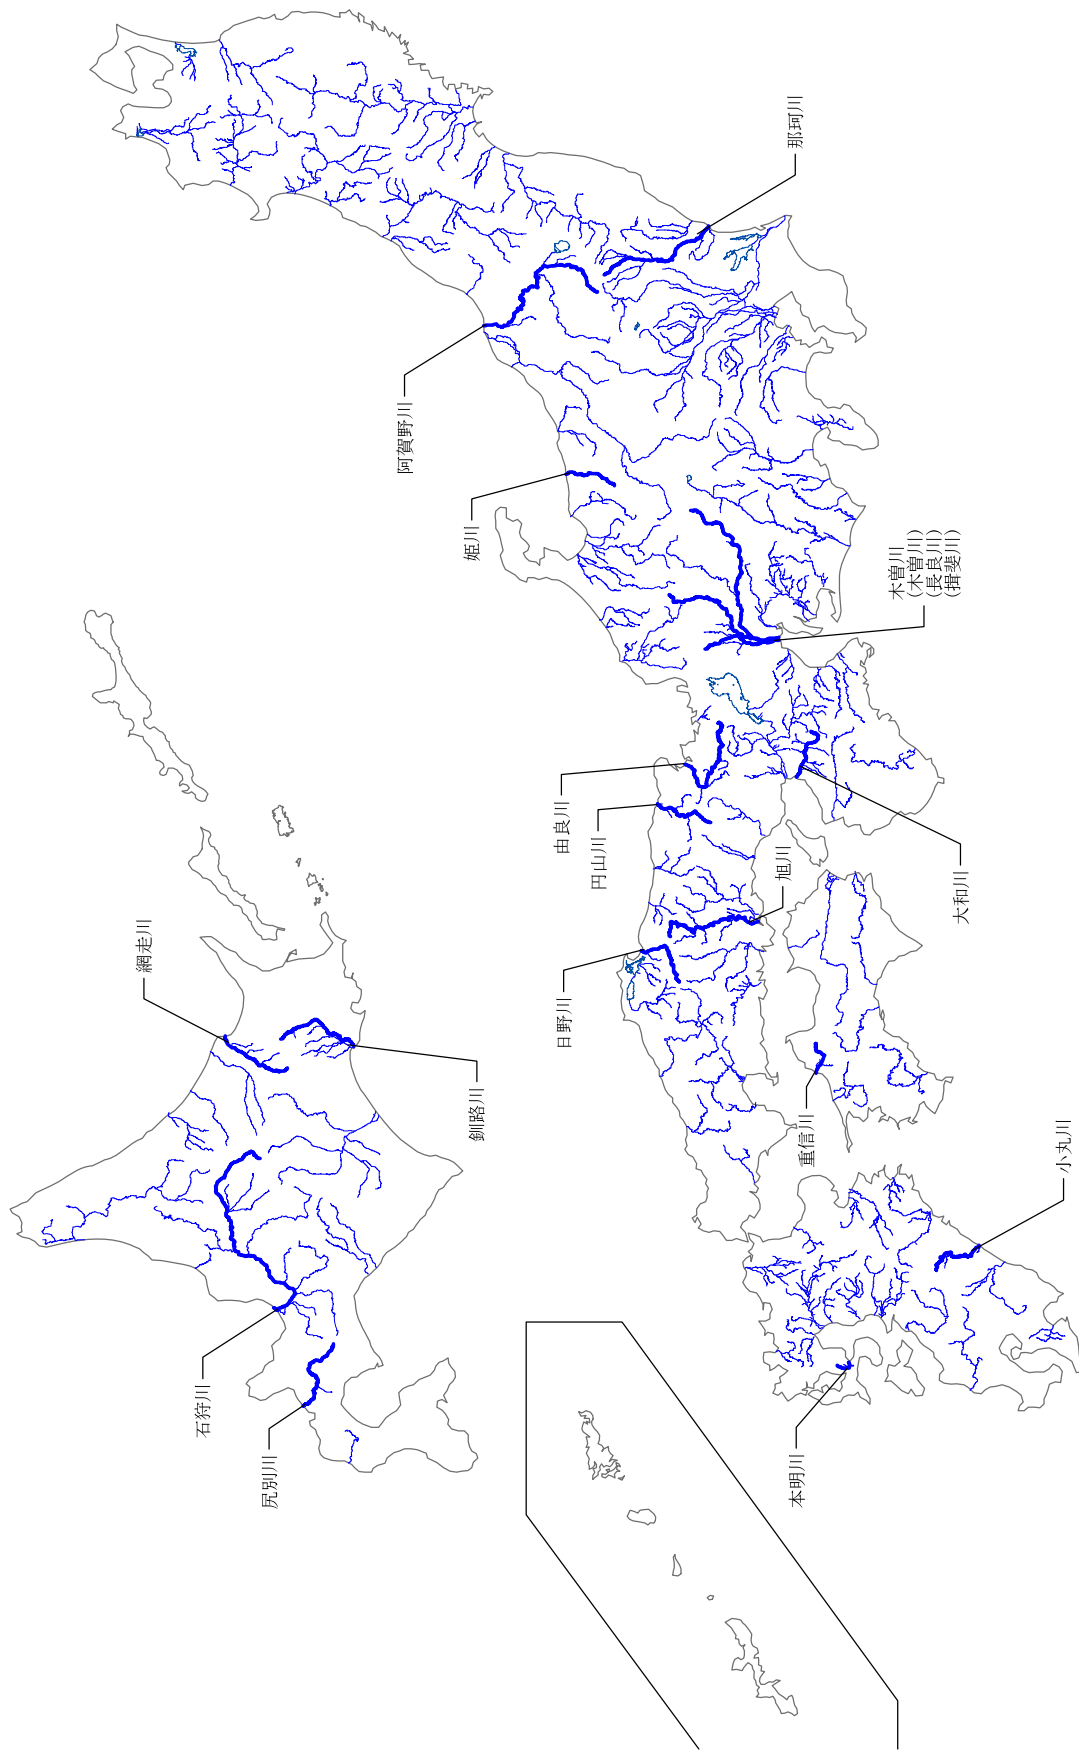 那珂川
阿賀野川
姫川
木曽川
(木曽川)
(長良川)
(揖斐川)
由良川
円山川
旭川
大和川
日野川
網走川
釧路川
重信川
小丸川
石狩川
尻別川
本明川